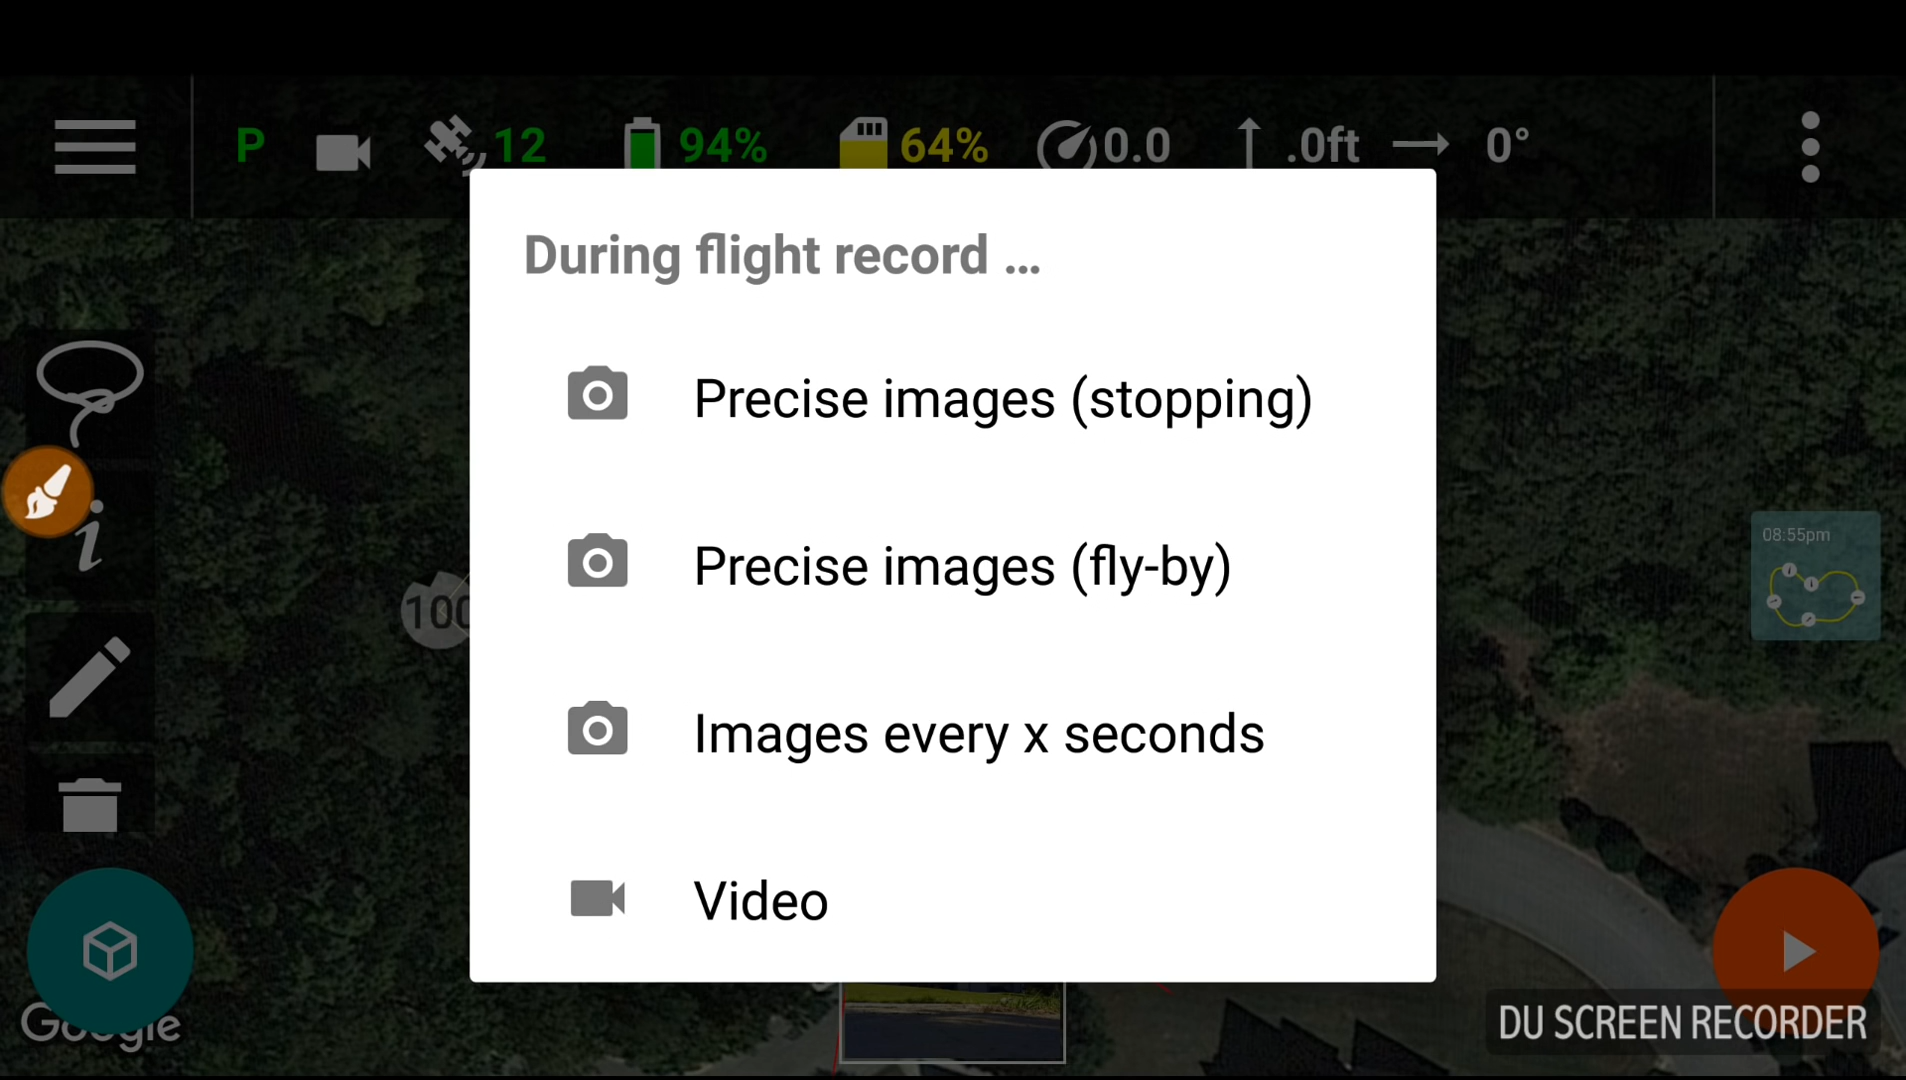 P 12 94% 64% 0.0 .0ft 0°
During flight record ...
Precise images (stopping)
Precise images (fly-by)
08:55pm
100
Images every x seconds
Video
Google
DU SCREEN RECORDER